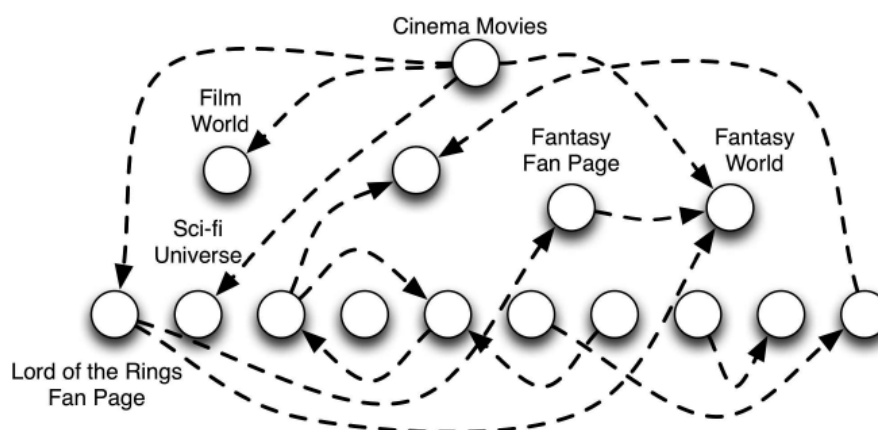 Cinema Movies
Film
World
Fantasy
Fan Page
Fantasy
World
Sci-fi
Universe
Lord of the Rings
Fan Page